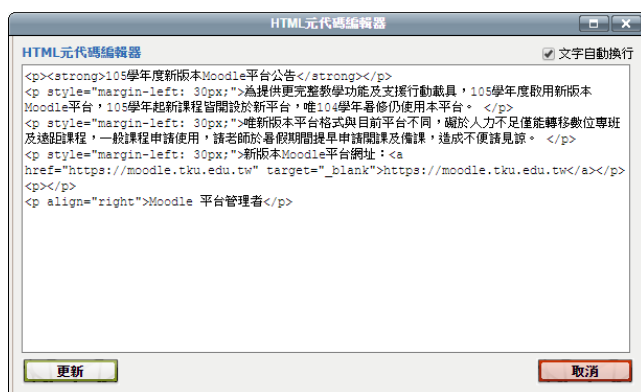 HTML元代碼編輯器
HTML元代碼編輯器
文字自動換行
<p><strong>105學年度新版本Moodle平台公告</strong></p>
<p style="margin-left: 30px;">為提供更完整教學功能及支援行動載具，105學年度啟用新版本
Moodle平台，105學年起新課程皆開設於新平台，唯104學年暑修仍使用本平台。 </p>
<p style="margin-left: 30px;">唯新版本平台格式與目前平台不同，礙於人力不足僅能轉移數位專班
及遠距課程，一般課程申請使用，請老師於暑假期間提早申請開課及備課，造成不便請見諒。 </p>
<p style="margin-left: 30px;">新版本Moodle平台網址：<a
href="https://moodle.tku.edu.tw" target="_blank">https://moodle.tku.edu.tw</a></p>
<p></p>
<p align="right">Moodle 平台管理者</p>
更新
取消